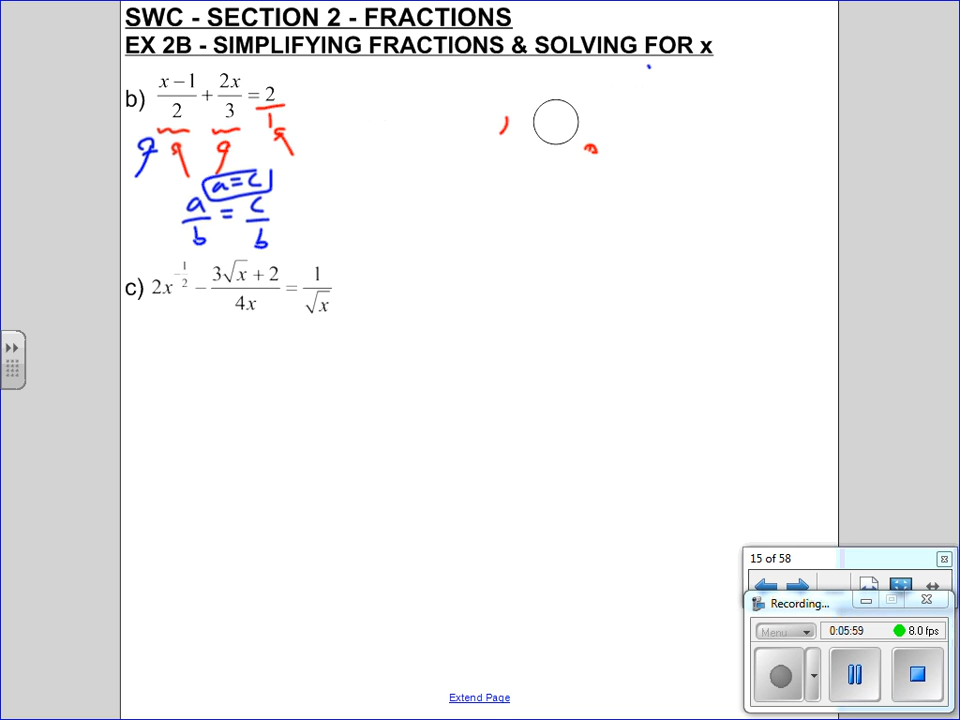 SWC - SECTION 2 - FRACTIONS
EX 2B - SIMPLIFYING FRACTIONS & SOLVING FOR x
b) (x − 1)/2 + 2x/3 = 2
1
a = c
a/b = c/b
c) 2x^(−1/2) − (3√x + 2)/(4x) = 1/√x
15 of 58
Recording...
Menu
0:05:59
8.0 fps
Extend Page